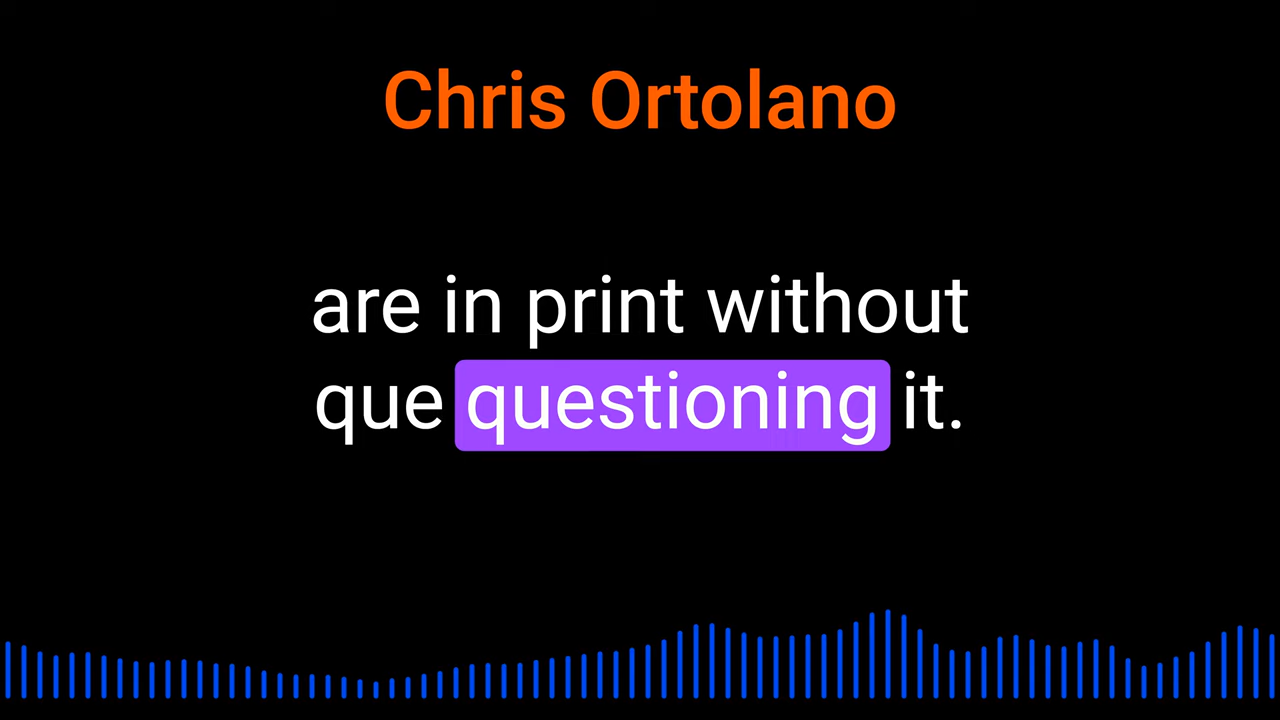 Chris Ortolano
are in print without
que questioning it.